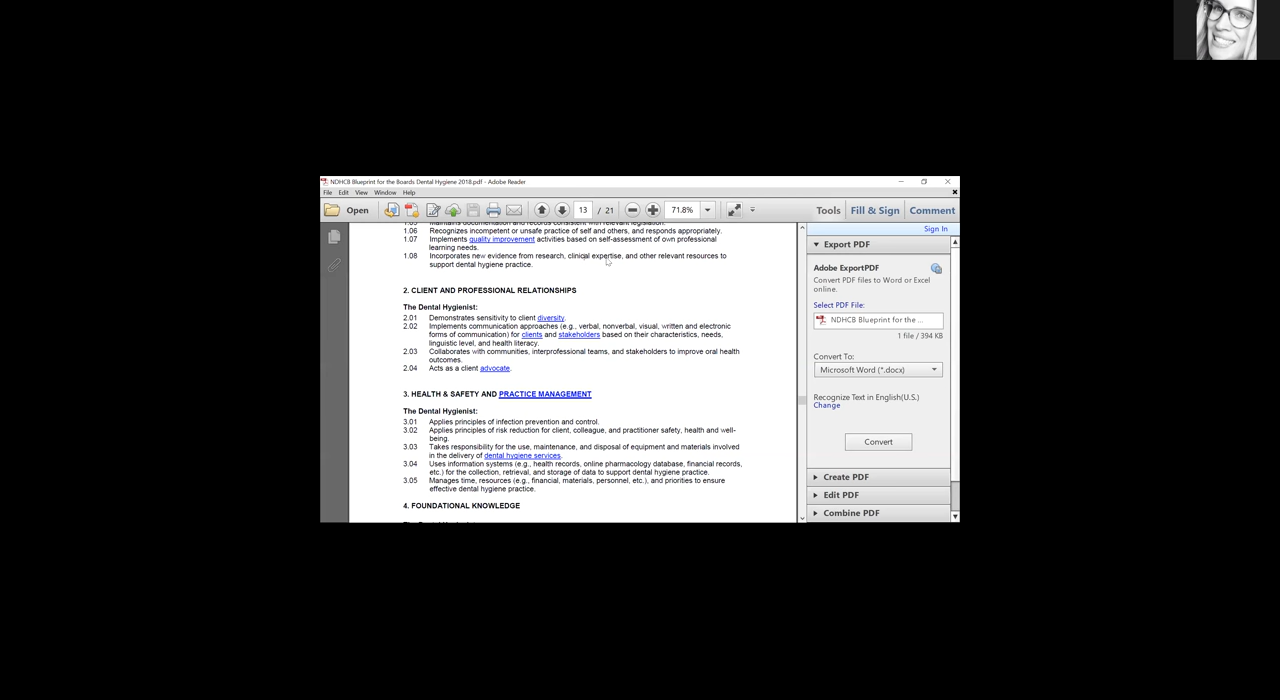 NDHCB Blueprint for the Boards Dental Hygiene 2018.pdf - Adobe Reader
File Edit View Window Help
Open 13 / 21 71.8% Tools Fill & Sign Comment
1.05 Maintains documentation and records consistent with relevant legislation.
1.06 Recognizes incompetent or unsafe practice of self and others, and responds appropriately.
1.07 Implements quality improvement activities based on self-assessment of own professional
learning needs.
1.08 Incorporates new evidence from research, clinical expertise, and other relevant resources to
support dental hygiene practice.
2. CLIENT AND PROFESSIONAL RELATIONSHIPS
The Dental Hygienist:
2.01 Demonstrates sensitivity to client diversity.
2.02 Implements communication approaches (e.g., verbal, nonverbal, visual, written and electronic
forms of communication) for clients and stakeholders based on their characteristics, needs,
linguistic level, and health literacy.
2.03 Collaborates with communities, interprofessional teams, and stakeholders to improve oral health
outcomes.
2.04 Acts as a client advocate.
3. HEALTH & SAFETY AND PRACTICE MANAGEMENT
The Dental Hygienist:
3.01 Applies principles of infection prevention and control.
3.02 Applies principles of risk reduction for client, colleague, and practitioner safety, health and well-
being.
3.03 Takes responsibility for the use, maintenance, and disposal of equipment and materials involved
in the delivery of dental hygiene services.
3.04 Uses information systems (e.g., health records, online pharmacology database, financial records,
etc.) for the collection, retrieval, and storage of data to support dental hygiene practice.
3.05 Manages time, resources (e.g., financial, materials, personnel, etc.), and priorities to ensure
effective dental hygiene practice.
4. FOUNDATIONAL KNOWLEDGE
Sign In
Export PDF
Adobe ExportPDF
Convert PDF files to Word or Excel
online.
Select PDF File:
NDHCB Blueprint for the ...
1 file / 394 KB
Convert To:
Microsoft Word (*.docx)
Recognize Text in English(U.S.)
Change
Convert
Create PDF
Edit PDF
Combine PDF